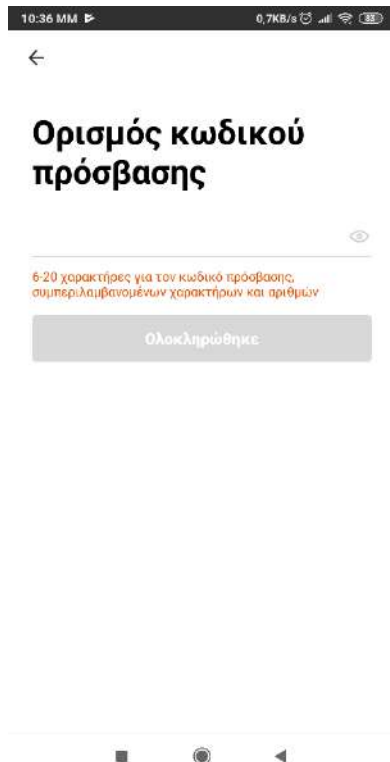 10:36 ΜΜ 0,7KB/s 33
Ορισμός κωδικού
πρόσβασης
6-20 χαρακτήρες για τον κωδικό πρόσβασης,
συμπεριλαμβανομένων χαρακτήρων και αριθμών
Ολοκληρώθηκε